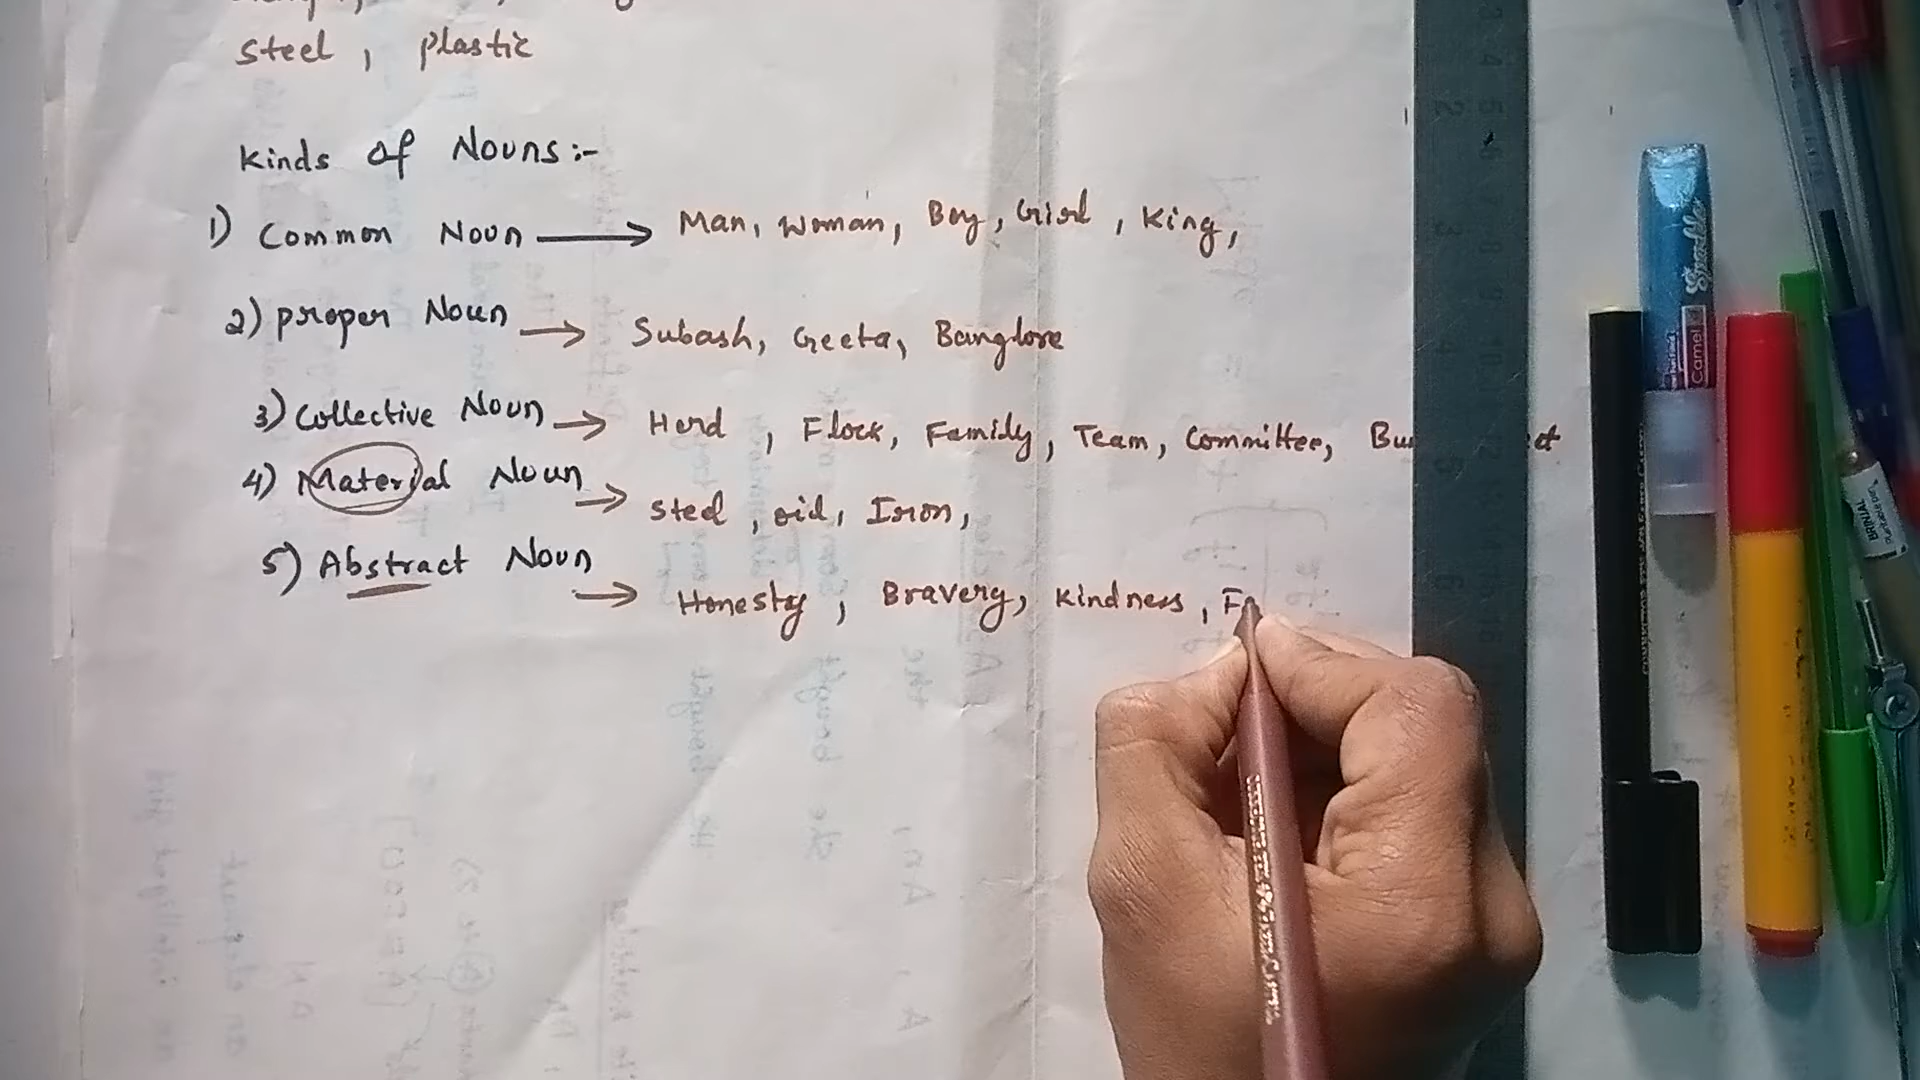 steel, plastic
Kinds of Nouns:-
1) Common Noun → Man, Woman, Boy, Girl, King,
2) Proper Noun → Subash, Geeta, Banglore
3) Collective Noun → Herd, Flock, Family, Team, Committee,
4) Material Noun → Steel, oil, Iron,
5) Abstract Noun → Honesty, Bravery, Kindness,
Sparkle
Camel